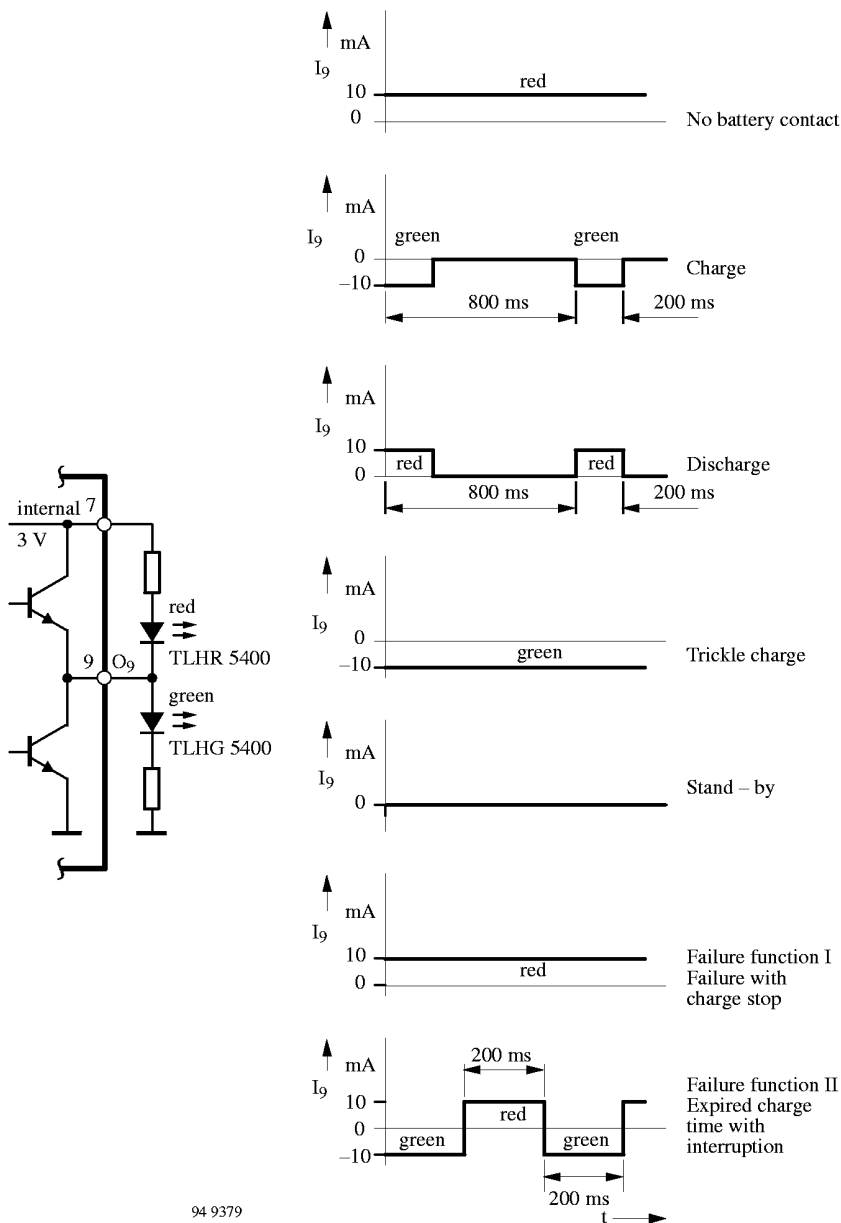 mA
I9
red
10
0
No battery contact
mA
I9
green
green
0
–10
Charge
800 ms
200 ms
mA
I9
10
red
red
0
Discharge
800 ms
200 ms
internal 7
3 V
red
TLHR 5400
9 O9
green
TLHG 5400
mA
I9
0
green
–10
Trickle charge
mA
I9
0
Stand – by
mA
I9
10
red
0
Failure function I
Failure with
charge stop
200 ms
mA
I9
10
red
0
green
green
–10
Failure function II
Expired charge
time with
interruption
200 ms
94 9379
t